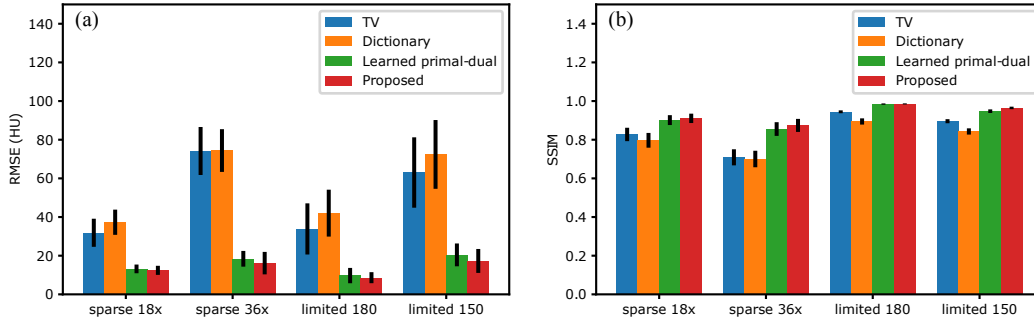 (a)
TV
Dictionary
Learned primal-dual
Proposed
RMSE (HU)
140
120
100
80
60
40
20
0
sparse 18x
sparse 36x
limited 180
limited 150
(b)
TV
Dictionary
Learned primal-dual
Proposed
SSIM
1.4
1.2
1.0
0.8
0.6
0.4
0.2
0.0
sparse 18x
sparse 36x
limited 180
limited 150